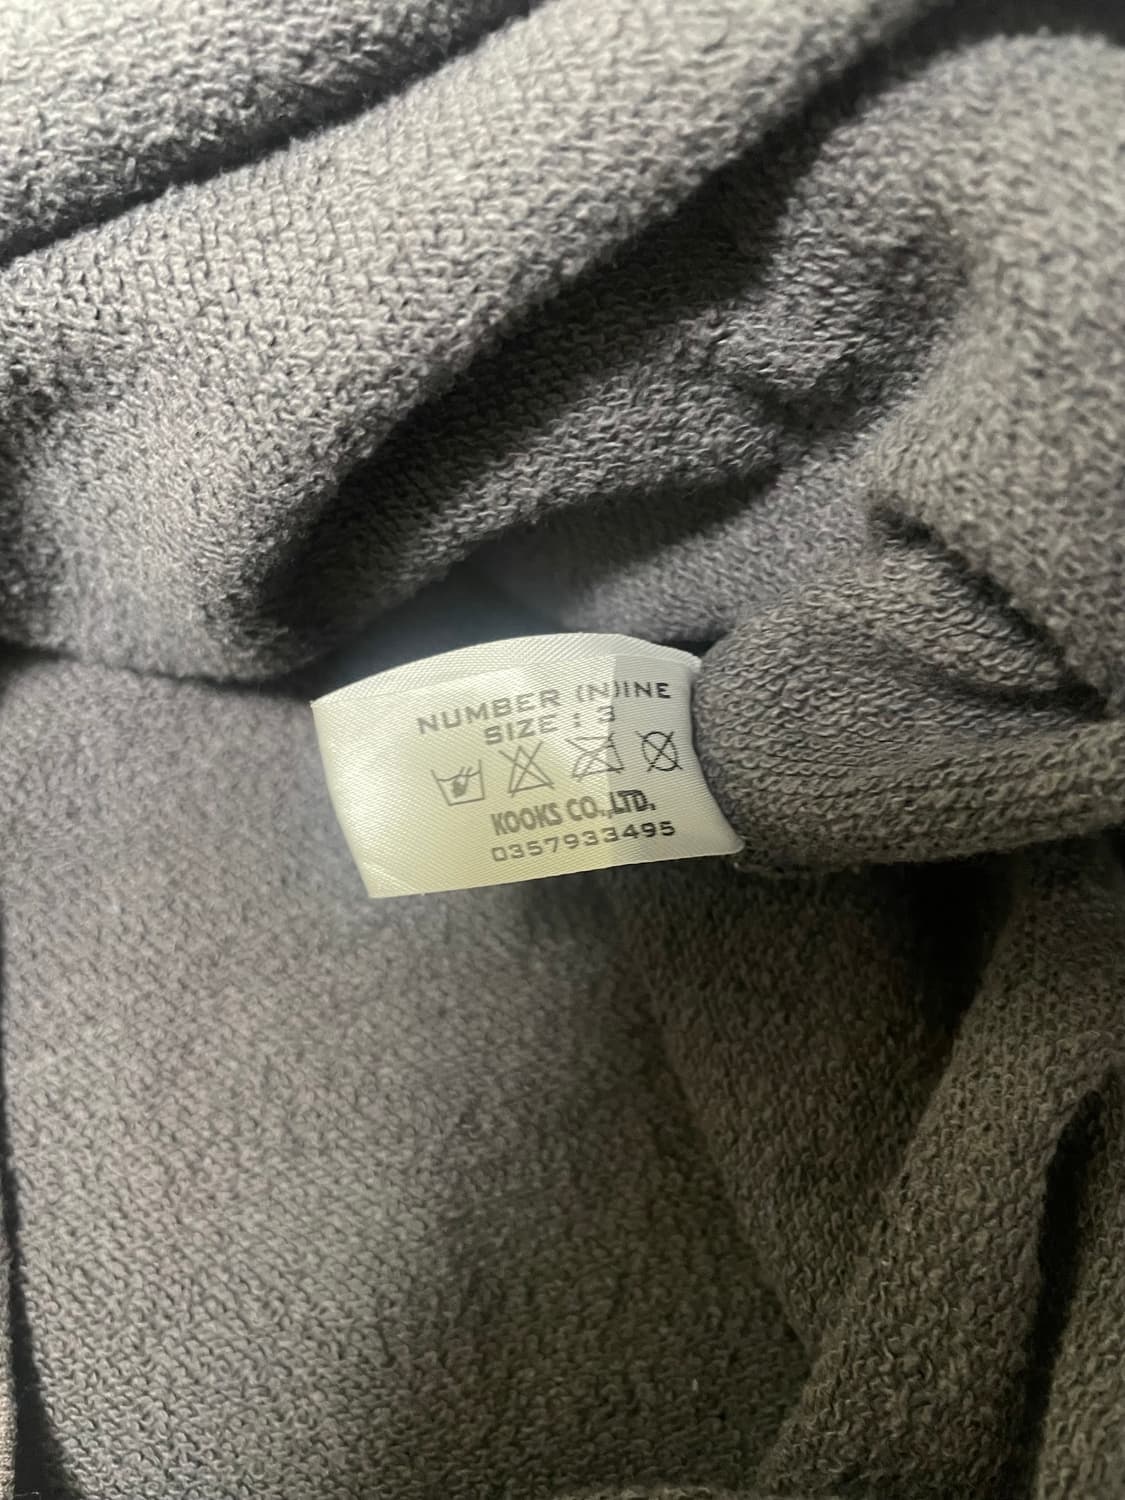 NUMBER (N)INE
SIZE : 3
KOOKS CO.,LTD.
0357933495